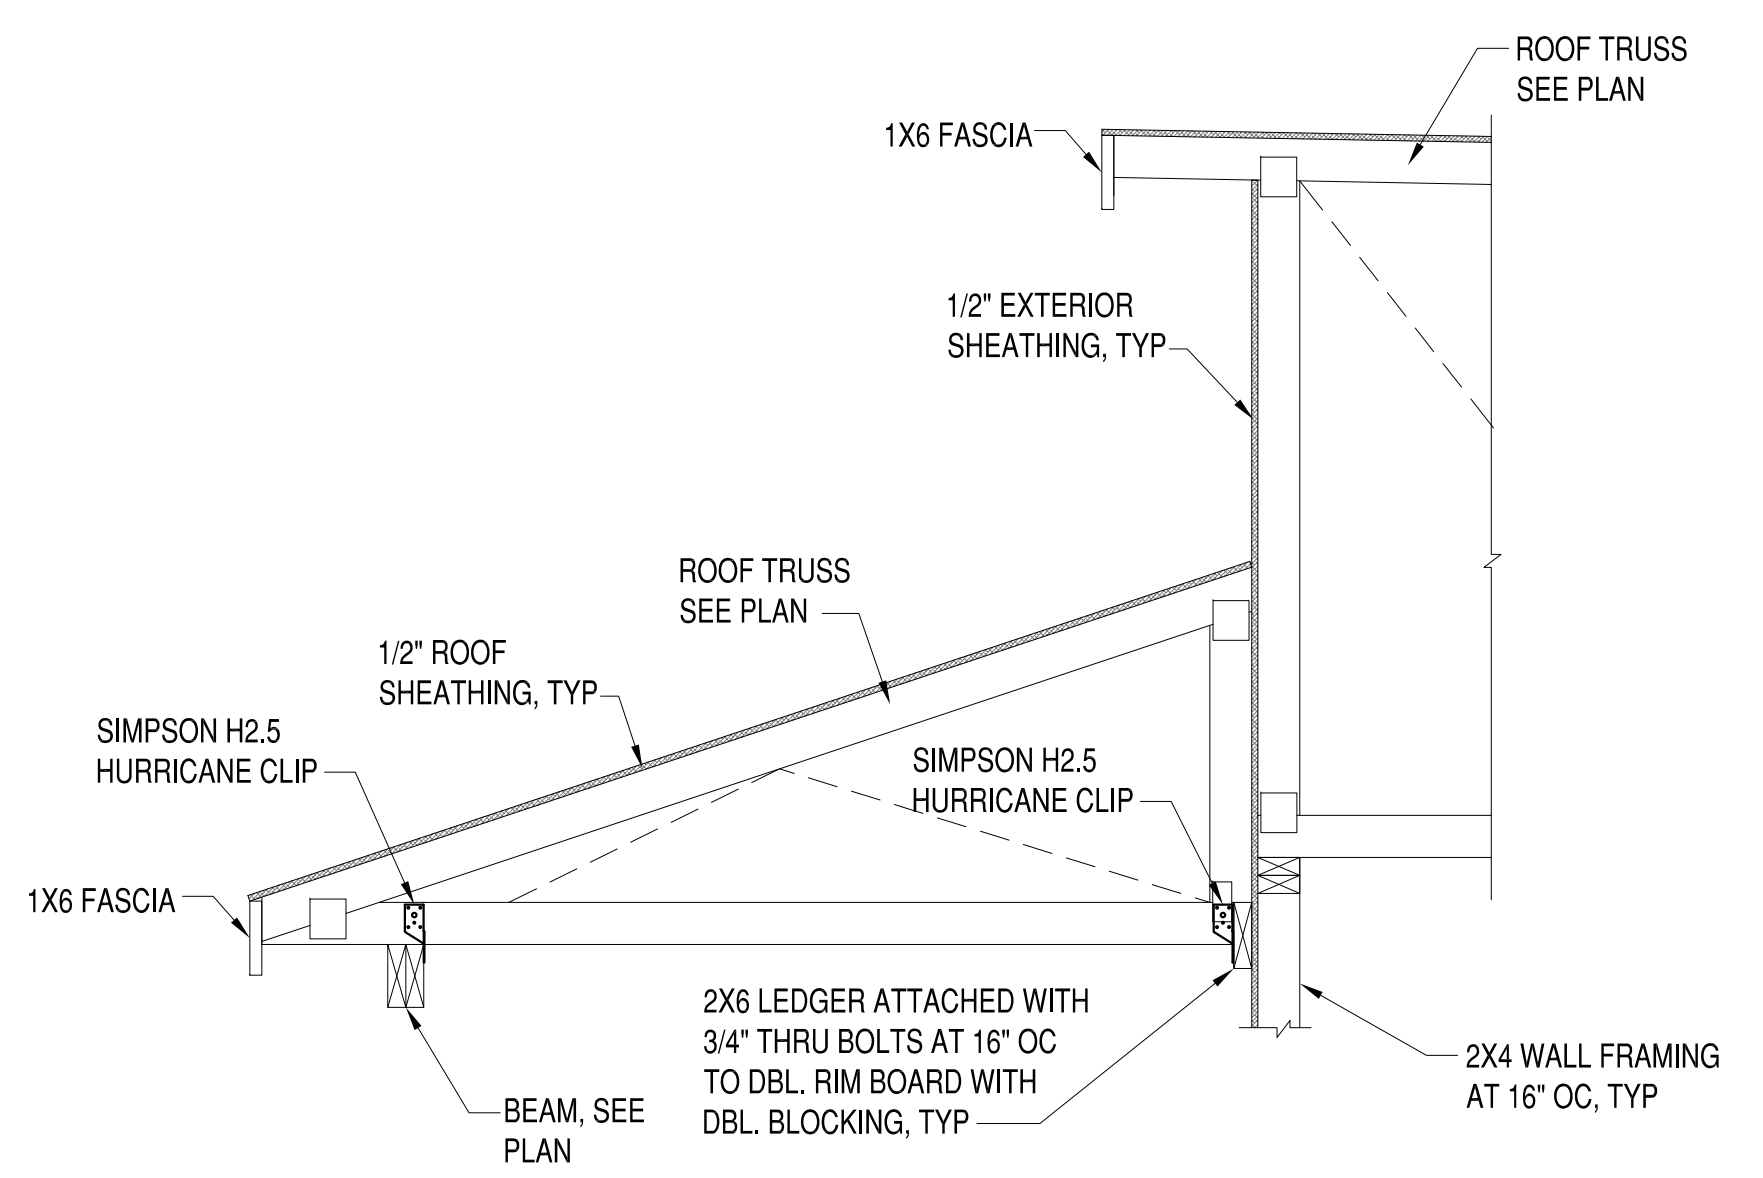 ROOF TRUSS
SEE PLAN
1X6 FASCIA
1/2" EXTERIOR
SHEATHING, TYP
ROOF TRUSS
SEE PLAN
1/2" ROOF
SHEATHING, TYP
SIMPSON H2.5
HURRICANE CLIP
SIMPSON H2.5
HURRICANE CLIP
1X6 FASCIA
2X6 LEDGER ATTACHED WITH
3/4" THRU BOLTS AT 16" OC
TO DBL. RIM BOARD WITH
DBL. BLOCKING, TYP
2X4 WALL FRAMING
AT 16" OC, TYP
BEAM, SEE
PLAN